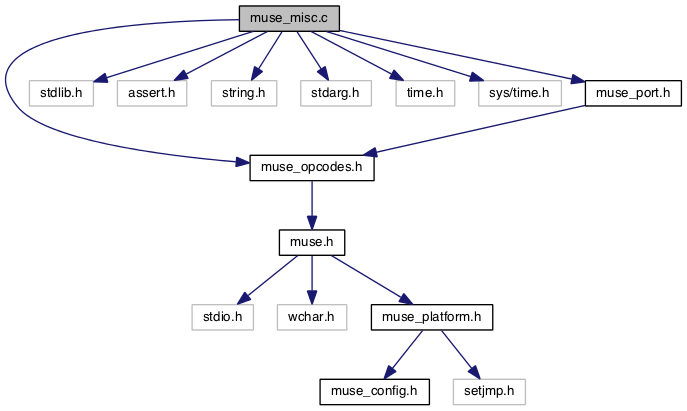 muse_misc.c
stdlib.h
assert.h
string.h
stdarg.h
time.h
sys/time.h
muse_port.h
muse_opcodes.h
muse.h
stdio.h
wchar.h
muse_platform.h
muse_config.h
setjmp.h